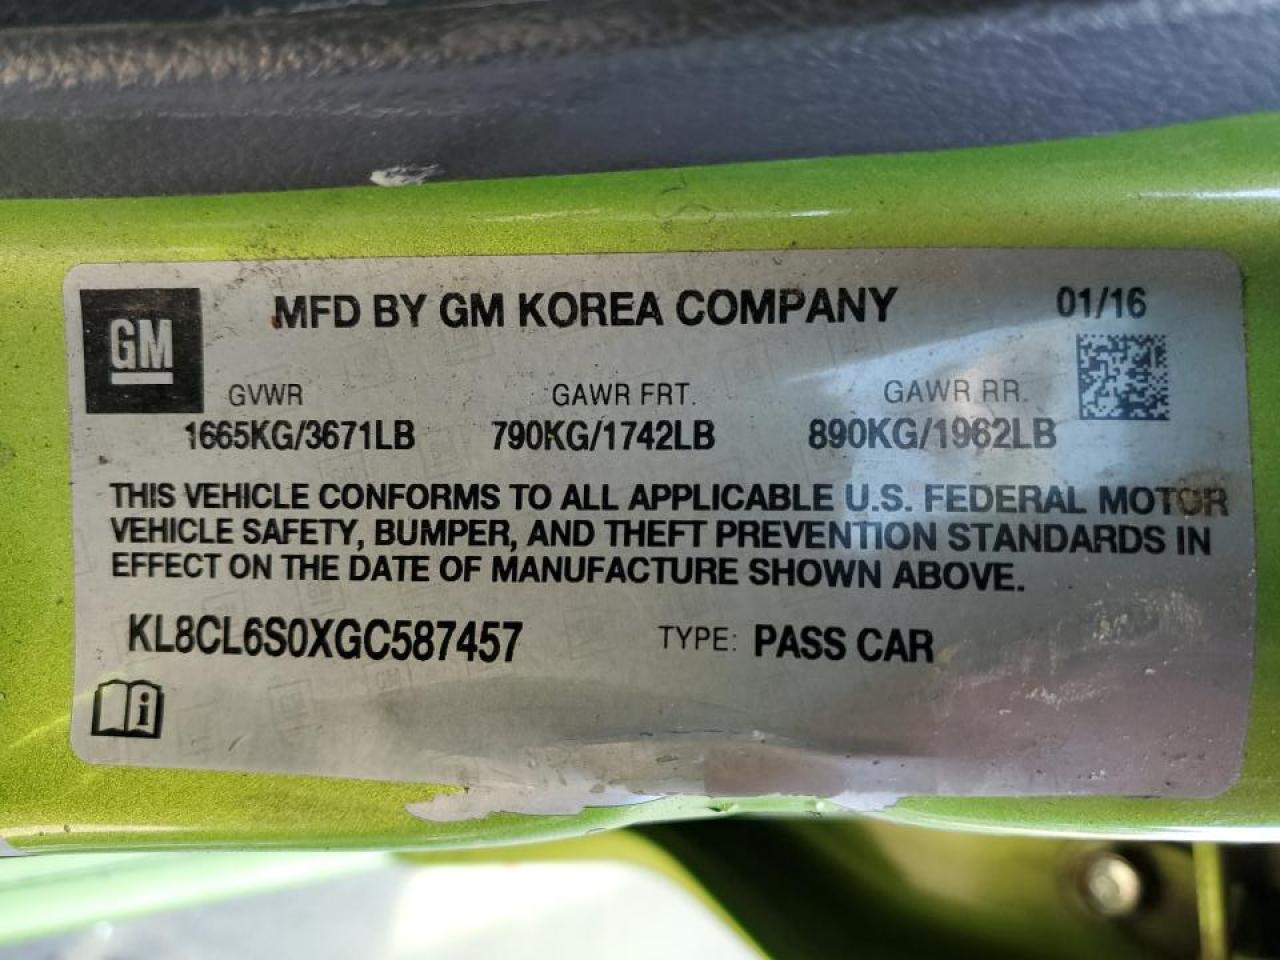 GM
MFD BY GM KOREA COMPANY 01/16
GVWR GAWR FRT. GAWR RR.
1665KG/3671LB 790KG/1742LB 890KG/1962LB
THIS VEHICLE CONFORMS TO ALL APPLICABLE U.S. FEDERAL MOTOR
VEHICLE SAFETY, BUMPER, AND THEFT PREVENTION STANDARDS IN
EFFECT ON THE DATE OF MANUFACTURE SHOWN ABOVE.
KL8CL6S0XGC587457 TYPE: PASS CAR
i